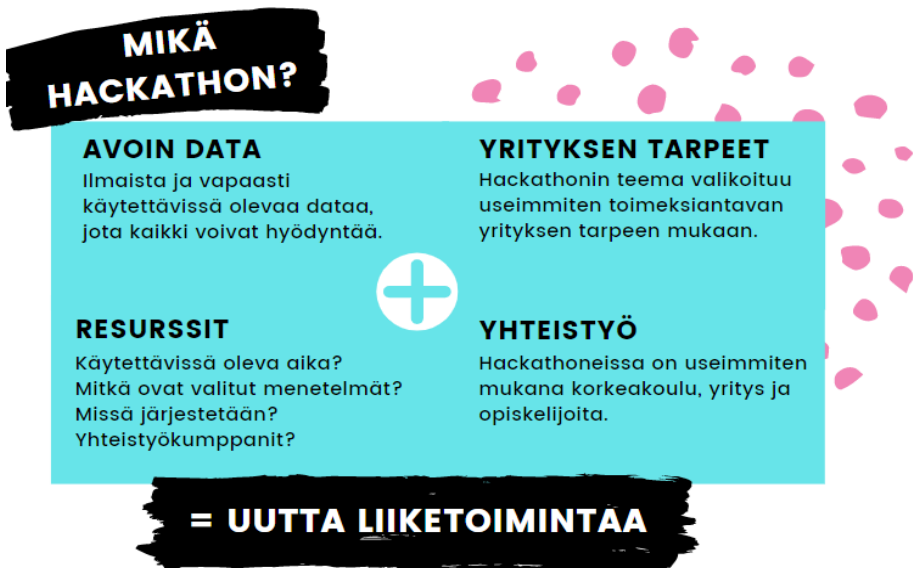 MIKÄ
HACKATHON?
AVOIN DATA
Ilmaista ja vapaasti
käytettävissä olevaa dataa,
jota kaikki voivat hyödyntää.
YRITYKSEN TARPEET
Hackathonin teema valikoituu
useimmiten toimeksiantavan
yrityksen tarpeen mukaan.
RESURSSIT
Käytettävissä oleva aika?
Mitkä ovat valitut menetelmät?
Missä järjestetään?
Yhteistyökumppanit?
YHTEISTYÖ
Hackathoneissa on useimmiten
mukana korkeakoulu, yritys ja
opiskelijoita.
= UUTTA LIIKETOIMINTAA